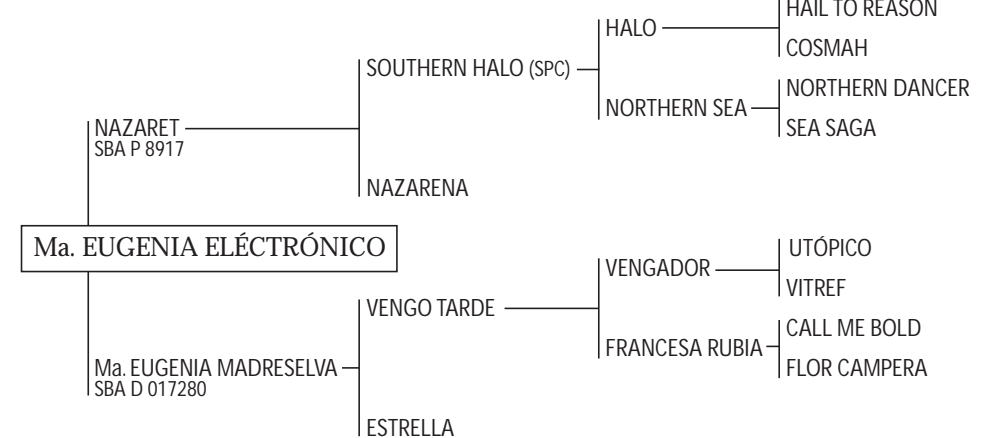 HAIL TO REASON
HALO
COSMAH
SOUTHERN HALO (SPC)
NORTHERN DANCER
NORTHERN SEA
NAZARET
SBA P 8917
SEA SAGA
NAZARENA
Ma. EUGENIA ELÉCTRÓNICO
UTÓPICO
VENGADOR
VITREF
VENGO TARDE
CALL ME BOLD
FRANCESA RUBIA
Ma. EUGENIA MADRESELVA
SBA D 017280
FLOR CAMPERA
ESTRELLA